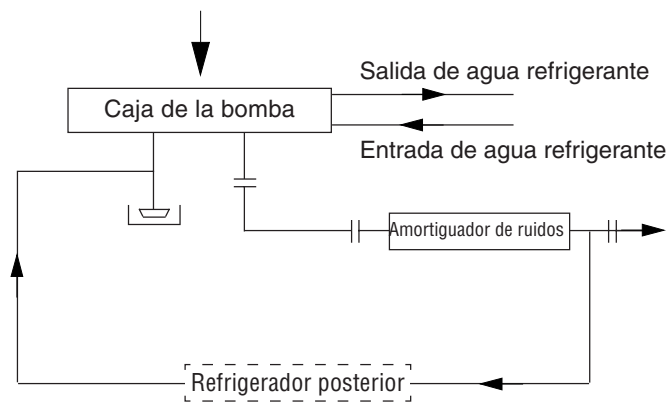 Salida de agua refrigerante
Caja de la bomba
Entrada de agua refrigerante
Amortiguador de ruidos
Refrigerador posterior